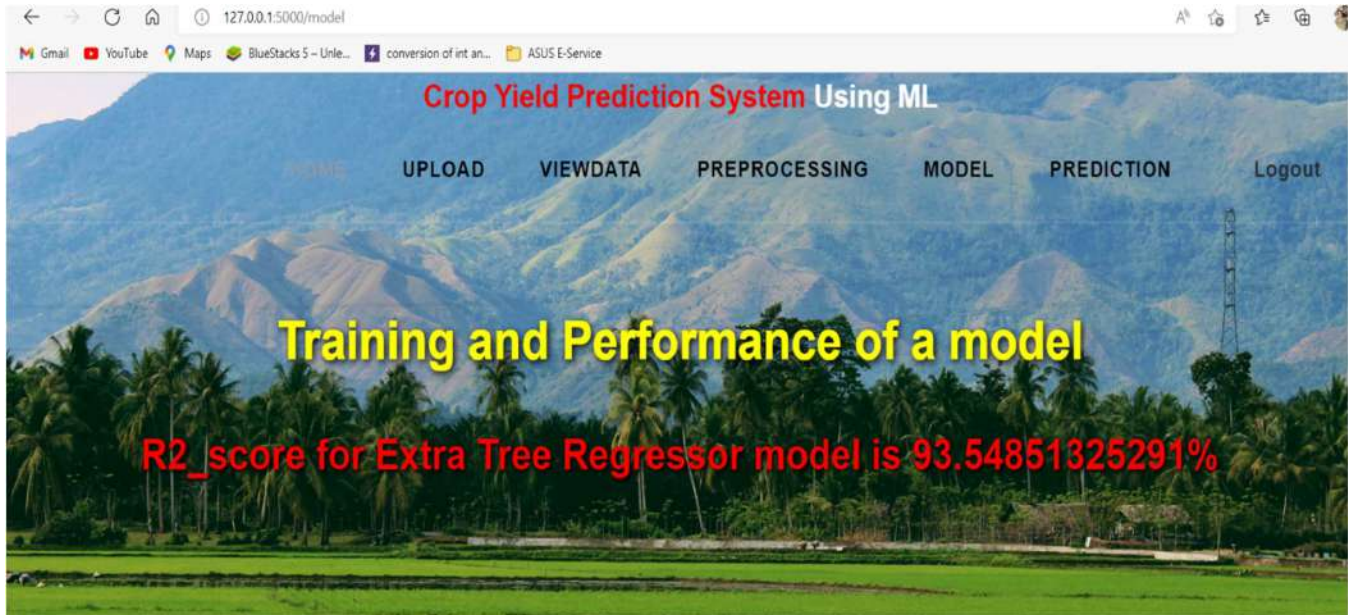 127.0.0.1:5000/model
Gmail YouTube Maps BlueStacks 5 – Unle... conversion of int an... ASUS E-Service
Crop Yield Prediction System Using ML
HOME UPLOAD VIEWDATA PREPROCESSING MODEL PREDICTION Logout
Training and Performance of a model
R2_score for Extra Tree Regressor model is 93.54851325291%